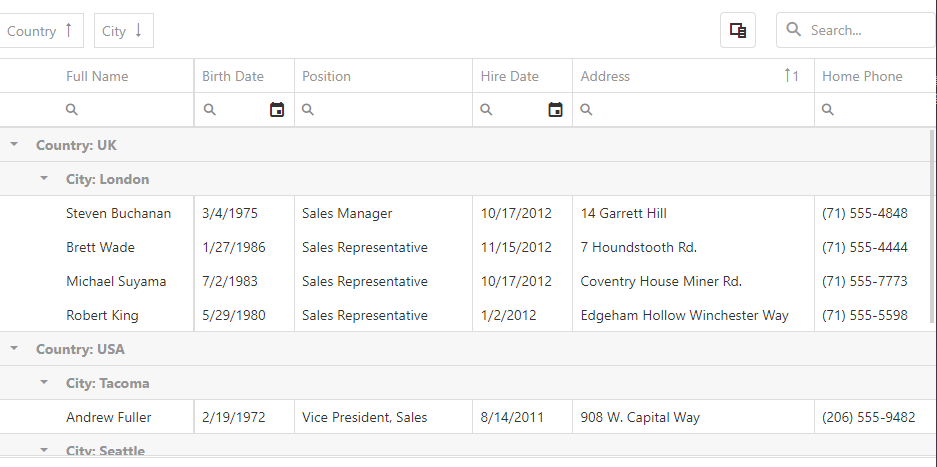 Country City Search...
Full Name Birth Date Position Hire Date Address 1 Home Phone
Country: UK
City: London
Steven Buchanan 3/4/1975 Sales Manager 10/17/2012 14 Garrett Hill (71) 555-4848
Brett Wade 1/27/1986 Sales Representative 11/15/2012 7 Houndstooth Rd. (71) 555-4444
Michael Suyama 7/2/1983 Sales Representative 10/17/2012 Coventry House Miner Rd. (71) 555-7773
Robert King 5/29/1980 Sales Representative 1/2/2012 Edgeham Hollow Winchester Way (71) 555-5598
Country: USA
City: Tacoma
Andrew Fuller 2/19/1972 Vice President, Sales 8/14/2011 908 W. Capital Way (206) 555-9482
City: Seattle